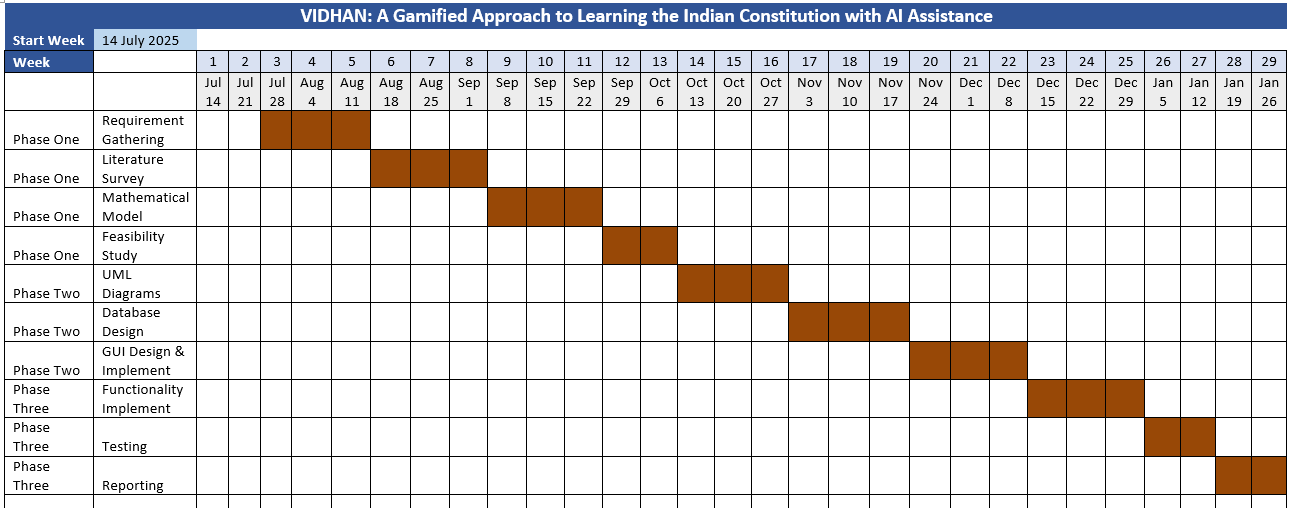 VIDHAN: A Gamified Approach to Learning the Indian Constitution with AI Assistance
Start Week 14 July 2025
Week 1 2 3 4 5 6 7 8 9 10 11 12 13 14 15 16 17 18 19 20 21 22 23 24 25 26 27 28 29
Jul Jul Jul Aug Aug Aug Aug Sep Sep Sep Sep Sep Oct Oct Oct Oct Nov Nov Nov Nov Dec Dec Dec Dec Dec Jan Jan Jan Jan
14 21 28 4 11 18 25 1 8 15 22 29 6 13 20 27 3 10 17 24 1 8 15 22 29 5 12 19 26
Requirement
Phase One Gathering
Literature
Phase One Survey
Mathematical
Phase One Model
Feasibility
Phase One Study
UML
Phase Two Diagrams
Database
Phase Two Design
GUI Design &
Phase Two Implement
Phase Functionality
Three Implement
Phase
Three Testing
Phase
Three Reporting